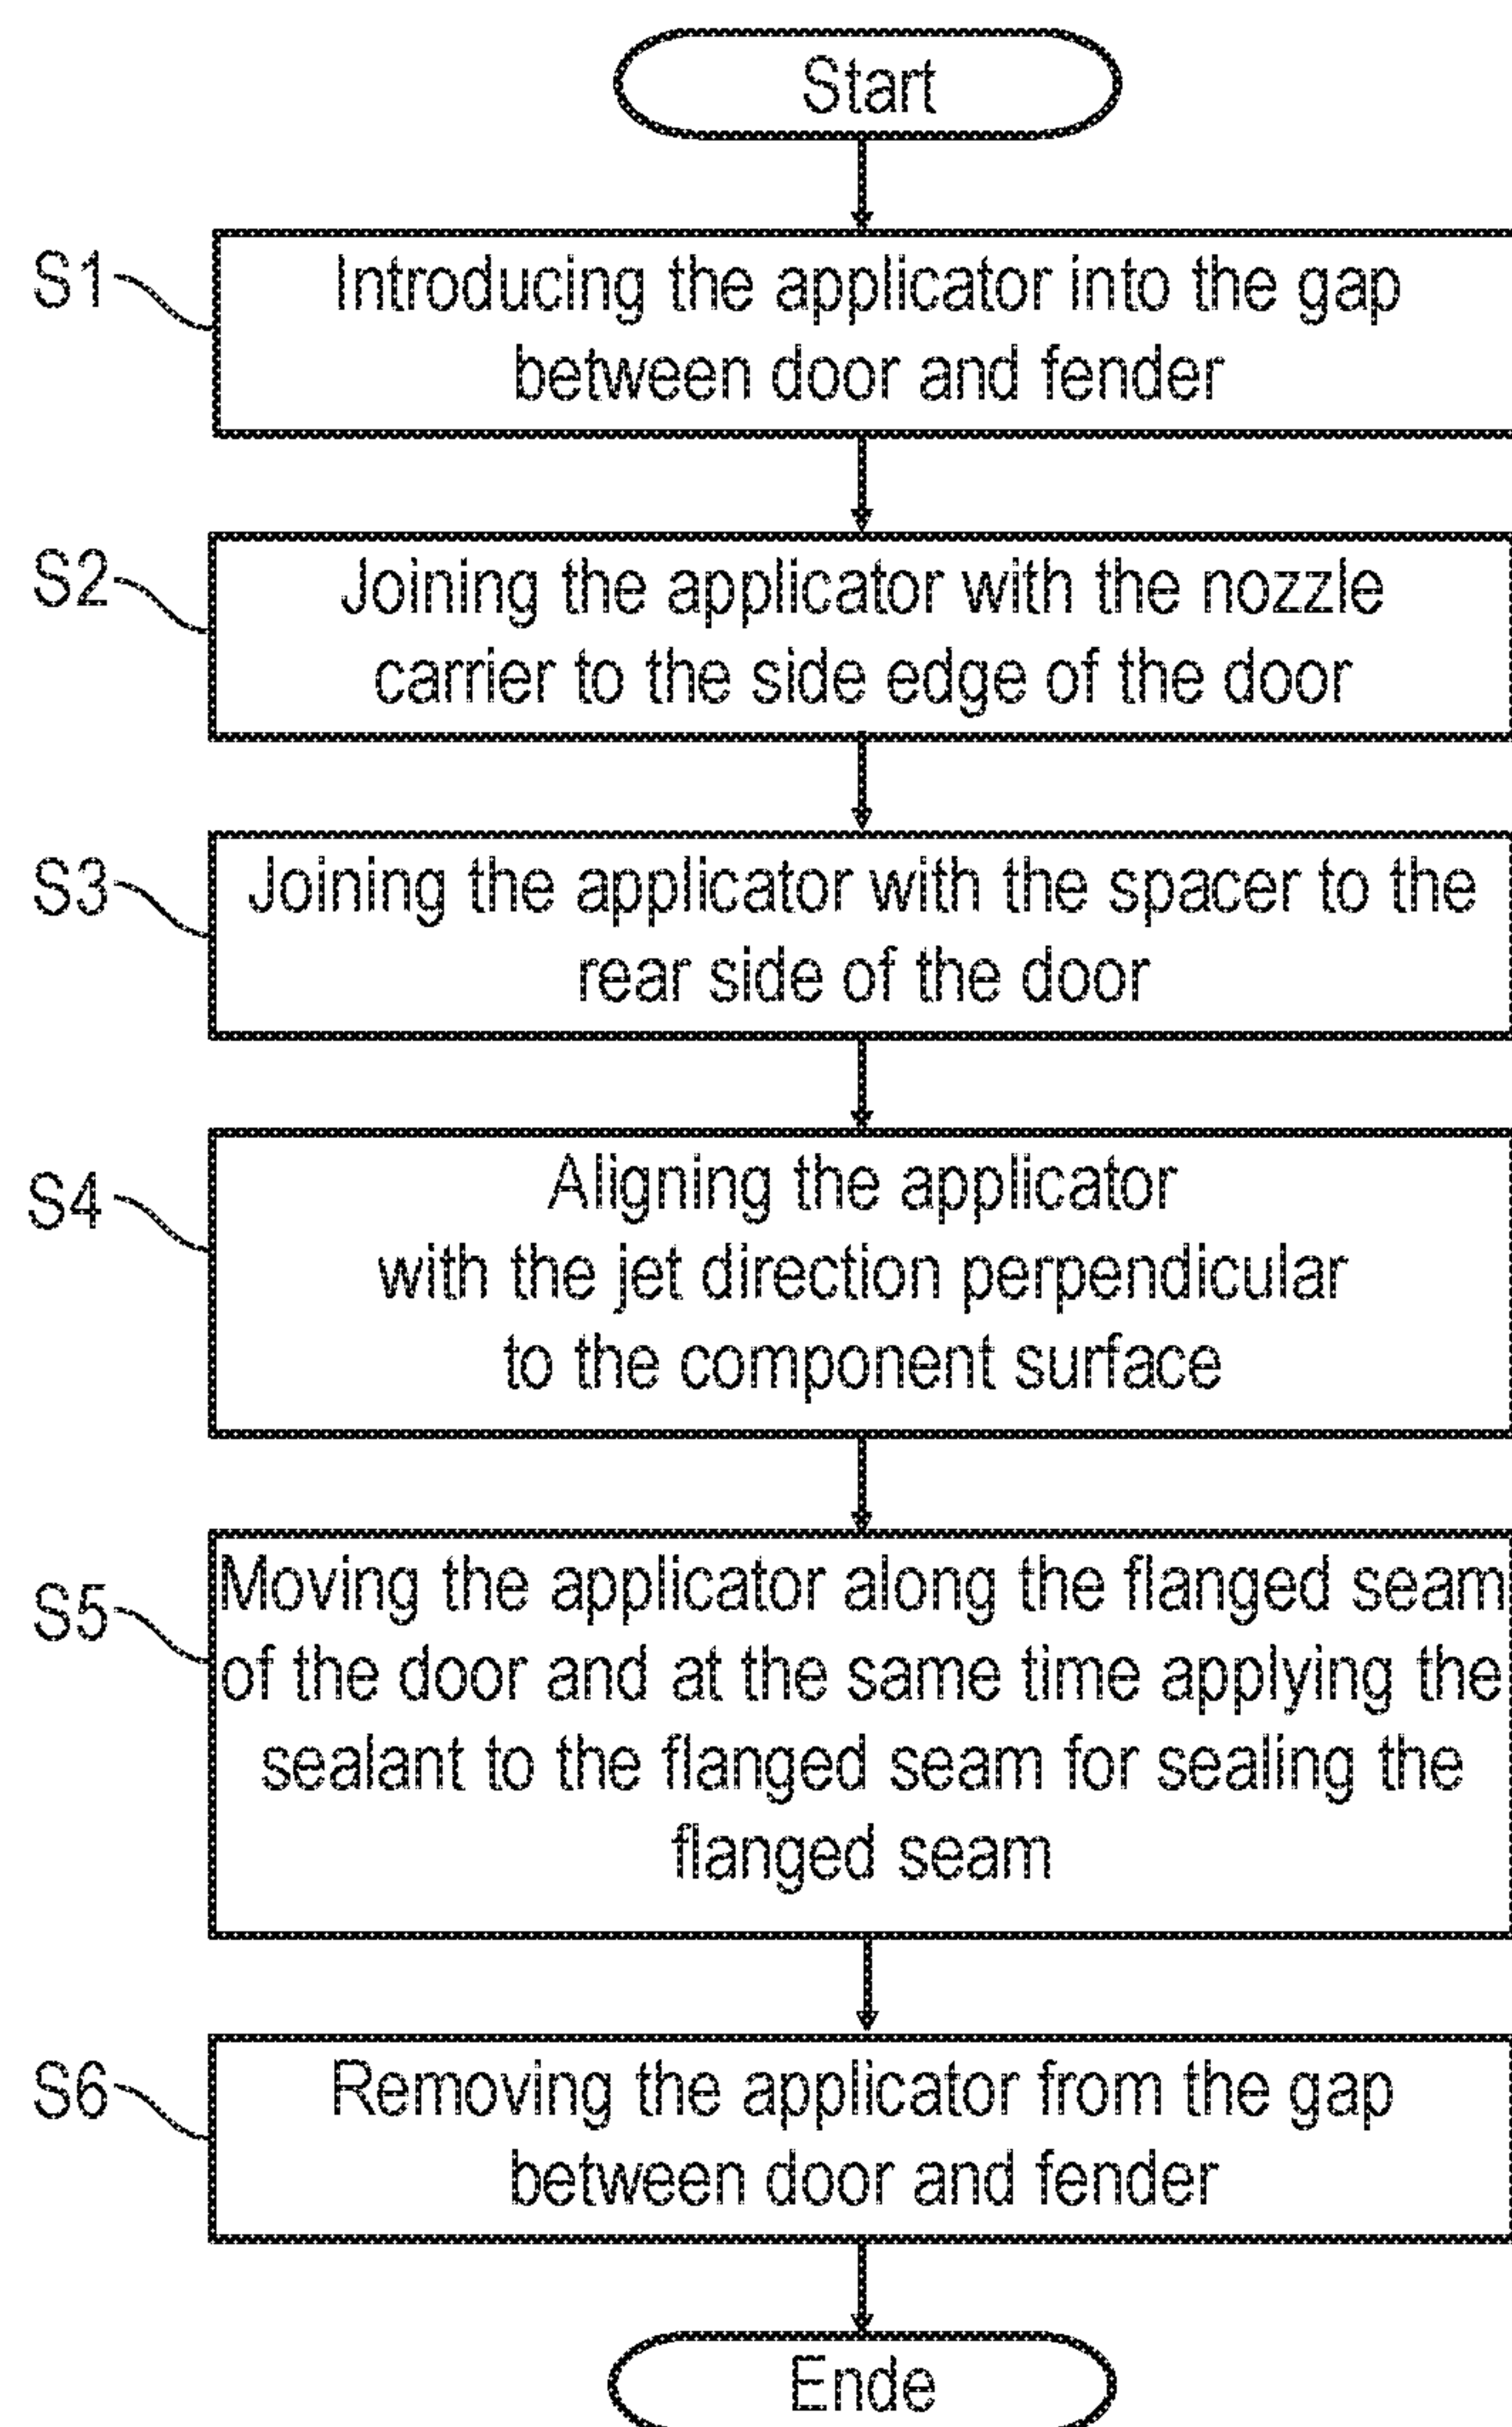 Start
S1
Introducing the applicator into the gap
between door and fender
S2
Joining the applicator with the nozzle
carrier to the side edge of the door
S3
Joining the applicator with the spacer to the
rear side of the door
S4
Aligning the applicator
with the jet direction perpendicular
to the component surface
S5
Moving the applicator along the flanged seam
of the door and at the same time applying the
sealant to the flanged seam for sealing the
flanged seam
S6
Removing the applicator from the gap
between door and fender
Ende